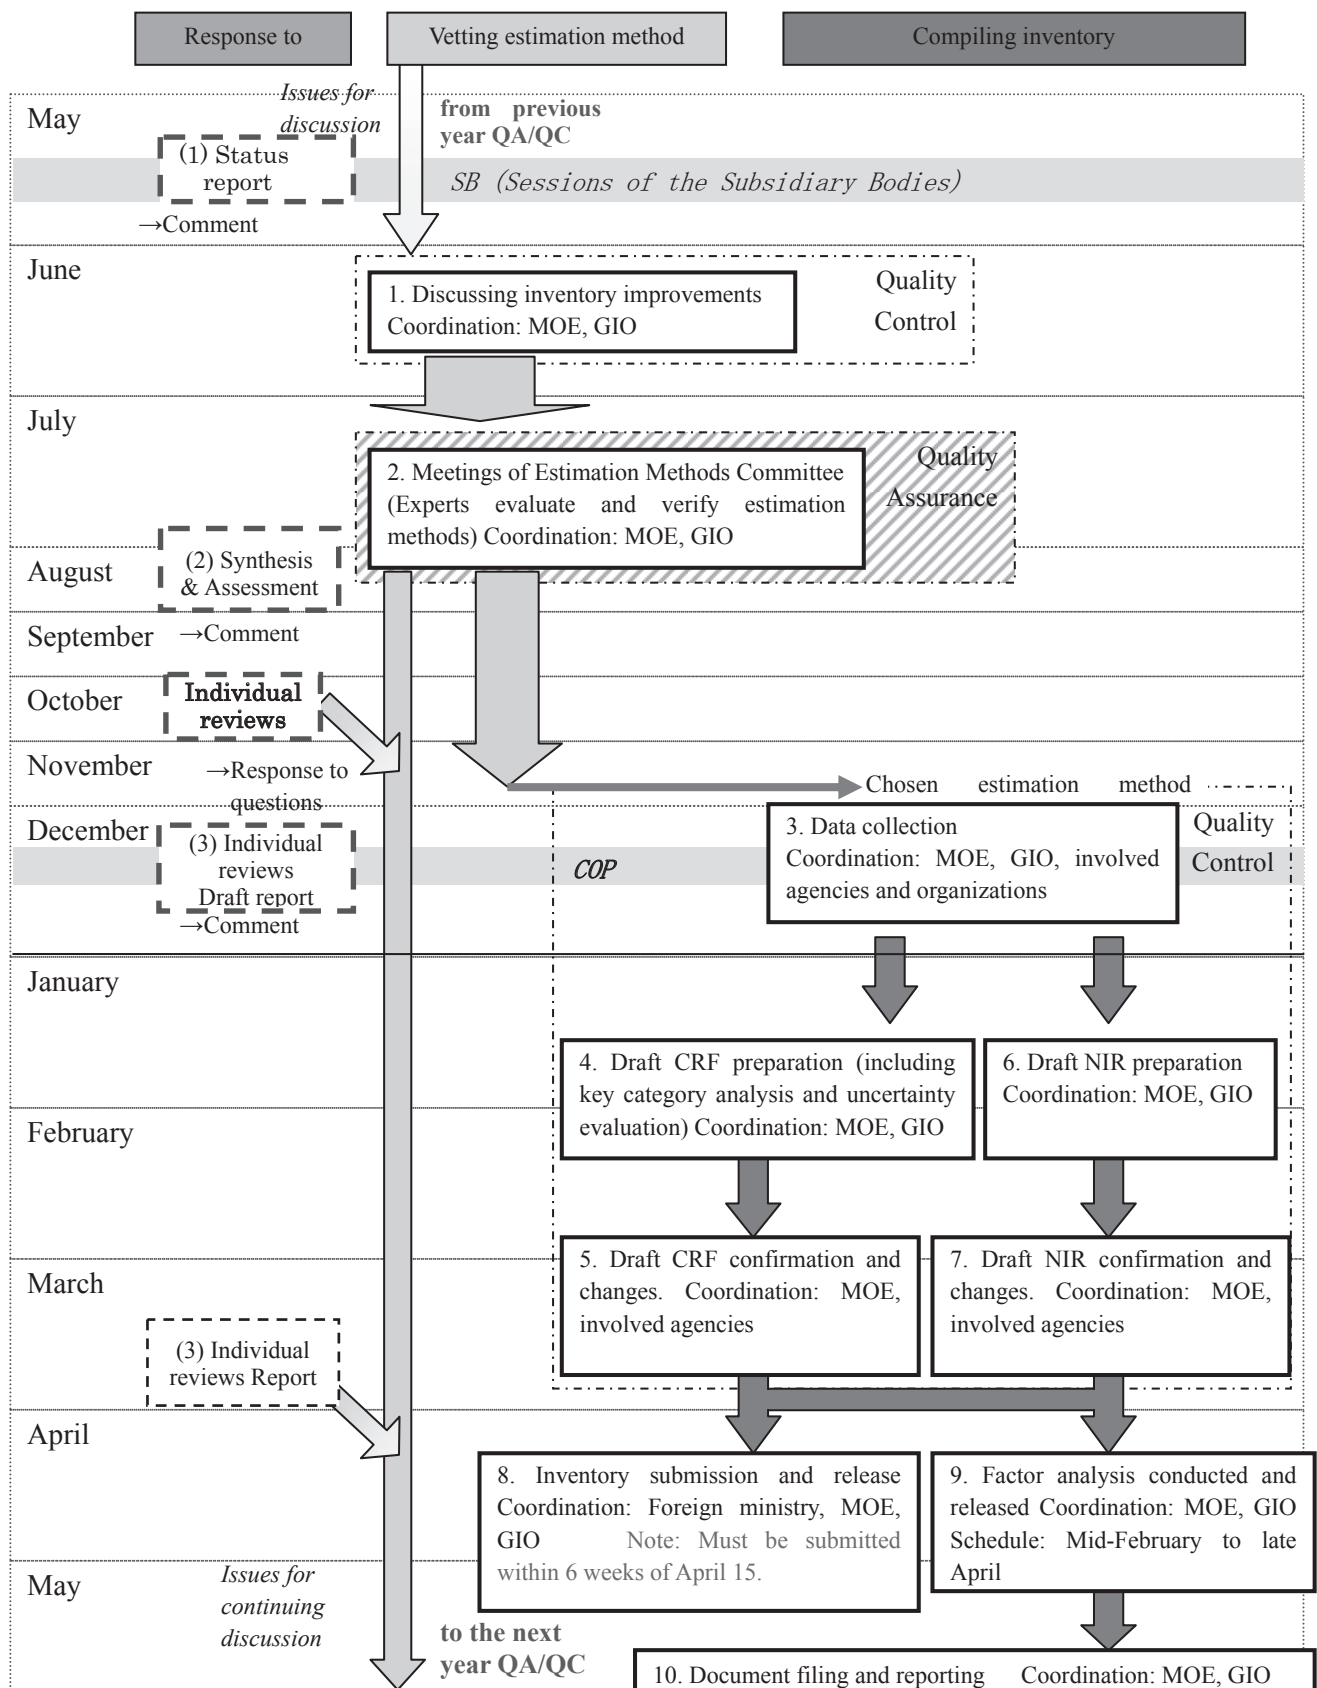 Response to
Vetting estimation method
Compiling inventory
May
Issues for
discussion
from previous
year QA/QC
(1) Status
report
SB (Sessions of the Subsidiary Bodies)
→Comment
June
1. Discussing inventory improvements
Coordination: MOE, GIO
Quality
Control
July
2. Meetings of Estimation Methods Committee
(Experts evaluate and verify estimation
methods) Coordination: MOE, GIO
Quality
Assurance
August
(2) Synthesis
& Assessment
September
→Comment
October
Individual
reviews
November
→Response to
questions
Chosen estimation method
December
(3) Individual
reviews
Draft report
→Comment
COP
3. Data collection
Coordination: MOE, GIO, involved
agencies and organizations
Quality
Control
January
4. Draft CRF preparation (including
key category analysis and uncertainty
evaluation) Coordination: MOE, GIO
6. Draft NIR preparation
Coordination: MOE, GIO
February
5. Draft CRF confirmation and
changes. Coordination: MOE,
involved agencies
7. Draft NIR confirmation and
changes. Coordination: MOE,
involved agencies
March
(3) Individual
reviews Report
April
8. Inventory submission and release
Coordination: Foreign ministry, MOE,
GIO Note: Must be submitted
within 6 weeks of April 15.
9. Factor analysis conducted and
released Coordination: MOE, GIO
Schedule: Mid-February to late
April
May
Issues for
continuing
discussion
to the next
year QA/QC
10. Document filing and reporting Coordination: MOE, GIO